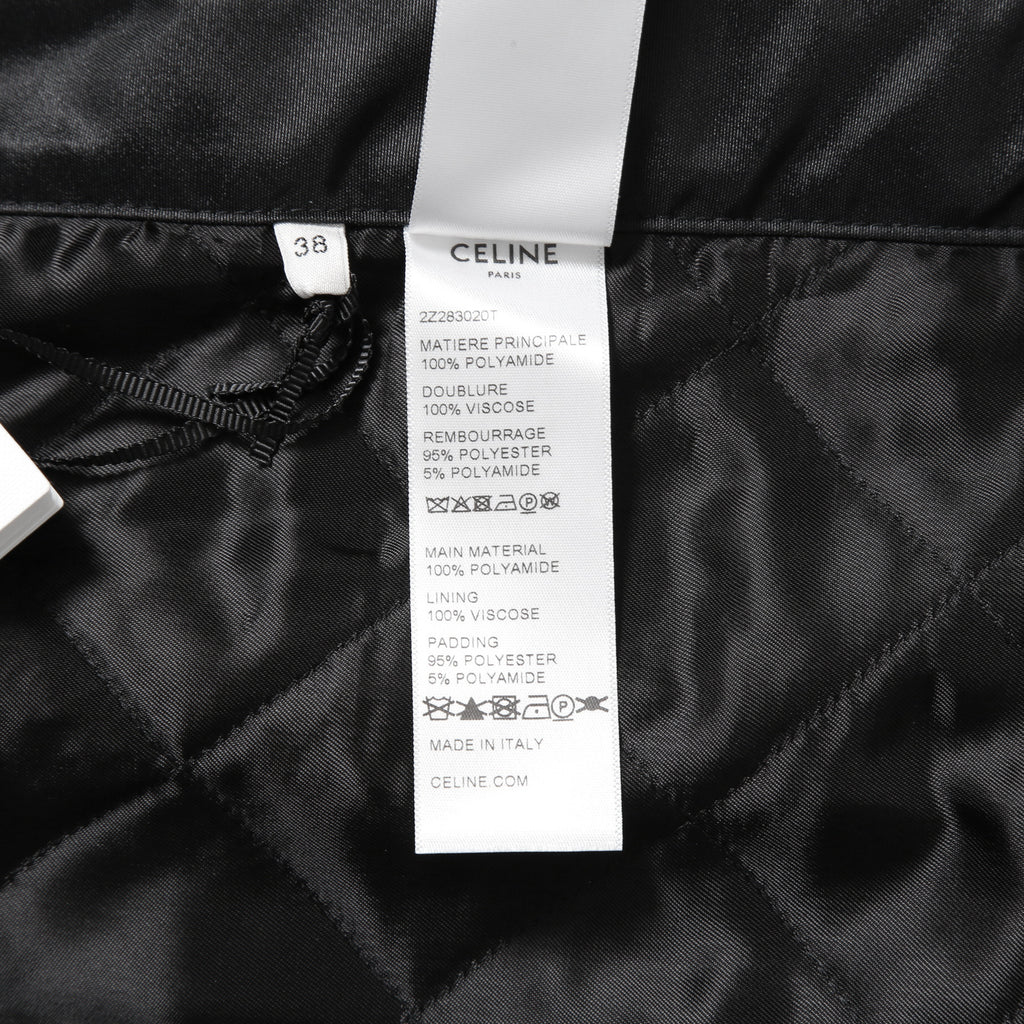 38
CELINE
PARIS
2Z283020T
MATIERE PRINCIPALE
100% POLYAMIDE
DOUBLURE
100% VISCOSE
REMBOURRAGE
95% POLYESTER
5% POLYAMIDE
P W
MAIN MATERIAL
100% POLYAMIDE
LINING
100% VISCOSE
PADDING
95% POLYESTER
5% POLYAMIDE
P
MADE IN ITALY
CELINE.COM